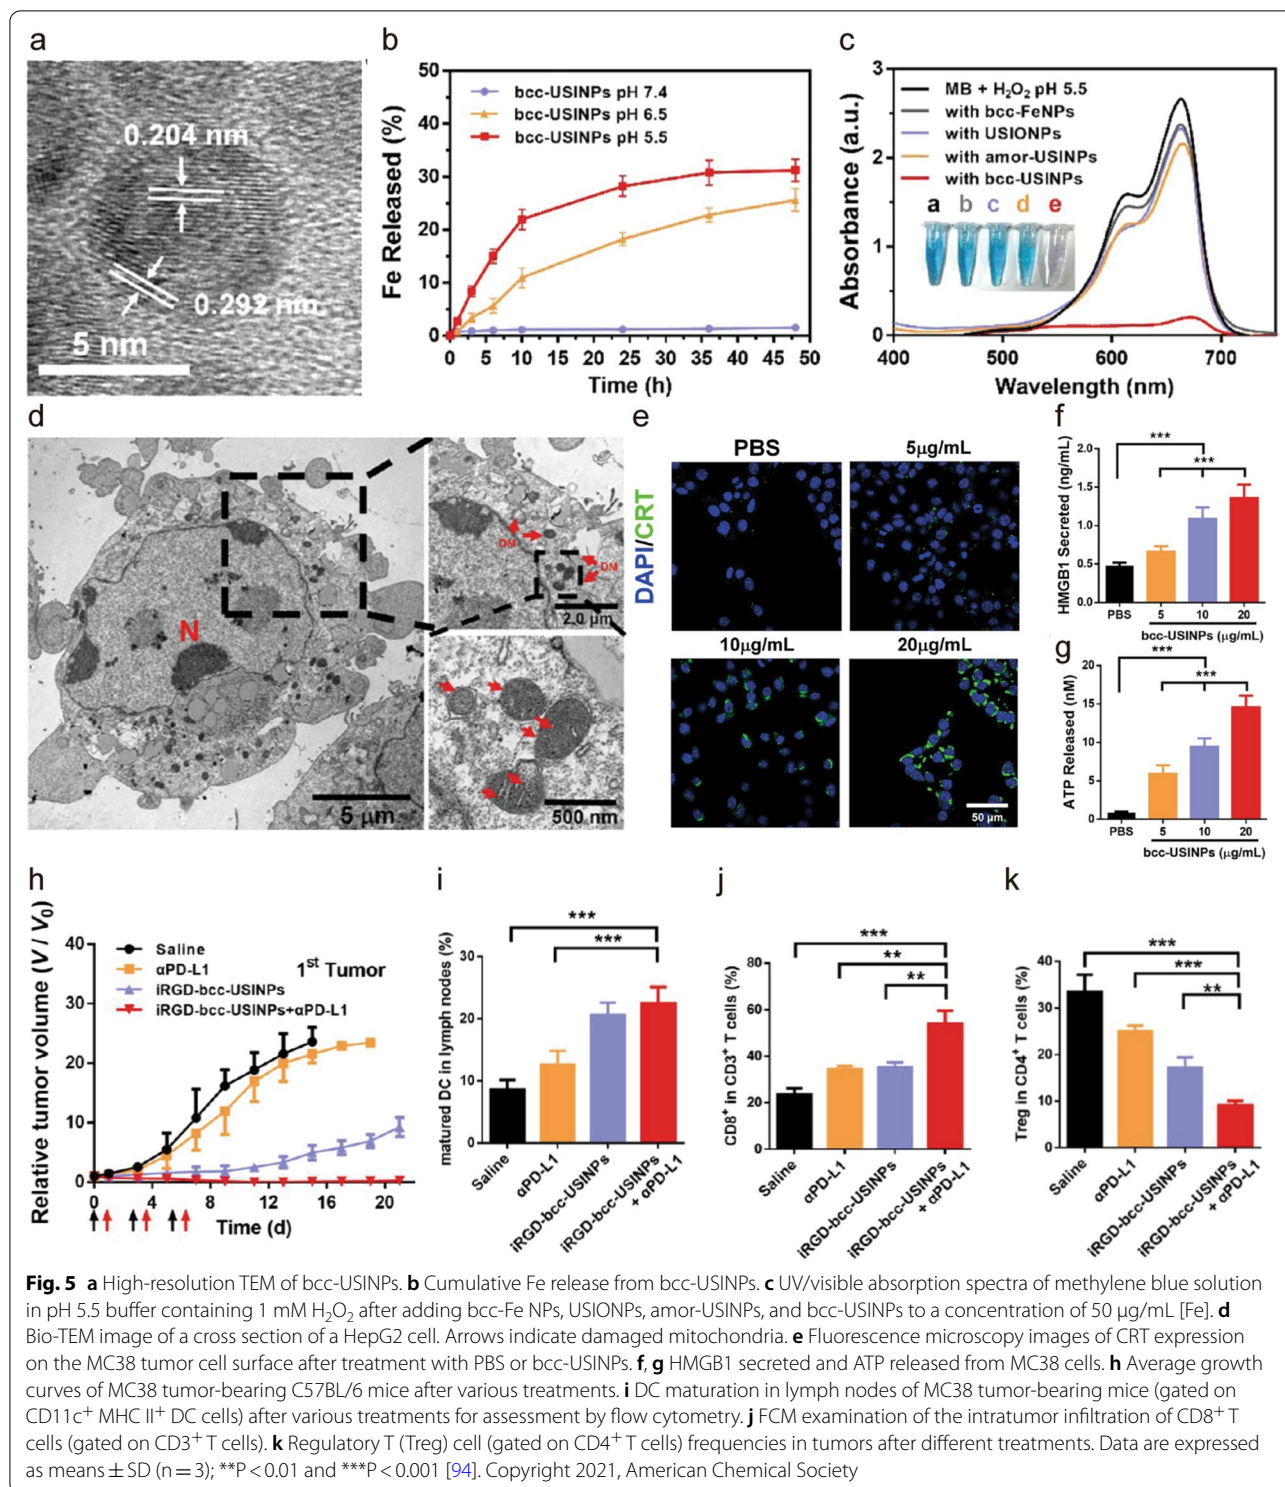 a
0.204 nm
0.292 nm
5 nm
b
Fe Released (%)
50
40
30
20
10
0
bcc-USINPs pH 7.4
bcc-USINPs pH 6.5
bcc-USINPs pH 5.5
0 5 10 15 20 25 30 35 40 45 50
Time (h)
c
Absorbance (a.u.)
3
2
1
0
MB + H₂O₂ pH 5.5
with bcc-FeNPs
with USIONPs
with amor-USINPs
with bcc-USINPs
a b c d e
400 500 600 700
Wavelength (nm)
d
N
5 μm
DM
DM
2.0 μm
500 nm
e
DAPI/CRT
PBS
5μg/mL
10μg/mL
20μg/mL
50 μm
f
HMGB1 Secreted (ng/mL)
2.0
1.5
1.0
0.5
0.0
***
***
PBS 5 10 20
bcc-USINPs (μg/mL)
g
ATP Released (nM)
20
15
10
5
0
***
***
PBS 5 10 20
bcc-USINPs (μg/mL)
h
Relative tumor volume (V / V₀)
40
30
20
10
0
Saline
αPD-L1
iRGD-bcc-USINPs
iRGD-bcc-USINPs+αPD-L1
1st Tumor
0 4 8 12 16 20
Time (d)
i
matured DC in lymph nodes (%)
30
20
10
0
***
***
Saline
αPD-L1
iRGD-bcc-USINPs
iRGD-bcc-USINPs
+ αPD-L1
j
CD8⁺ in CD3⁺ T cells (%)
80
60
40
20
0
***
**
**
Saline
αPD-L1
iRGD-bcc-USINPs
iRGD-bcc-USINPs
+ αPD-L1
k
Treg in CD4⁺ T cells (%)
40
30
20
10
0
***
***
**
Saline
αPD-L1
iRGD-bcc-USINPs
iRGD-bcc-USINPs
+ αPD-L1
Fig. 5 a High-resolution TEM of bcc-USINPs. b Cumulative Fe release from bcc-USINPs. c UV/visible absorption spectra of methylene blue solution
in pH 5.5 buffer containing 1 mM H₂O₂ after adding bcc-Fe NPs, USIONPs, amor-USINPs, and bcc-USINPs to a concentration of 50 μg/mL [Fe]. d
Bio-TEM image of a cross section of a HepG2 cell. Arrows indicate damaged mitochondria. e Fluorescence microscopy images of CRT expression
on the MC38 tumor cell surface after treatment with PBS or bcc-USINPs. f, g HMGB1 secreted and ATP released from MC38 cells. h Average growth
curves of MC38 tumor-bearing C57BL/6 mice after various treatments. i DC maturation in lymph nodes of MC38 tumor-bearing mice (gated on
CD11c⁺ MHC II⁺ DC cells) after various treatments for assessment by flow cytometry. j FCM examination of the intratumor infiltration of CD8⁺ T
cells (gated on CD3⁺ T cells). k Regulatory T (Treg) cell (gated on CD4⁺ T cells) frequencies in tumors after different treatments. Data are expressed
as means ± SD (n = 3); **P < 0.01 and ***P < 0.001 [94]. Copyright 2021, American Chemical Society